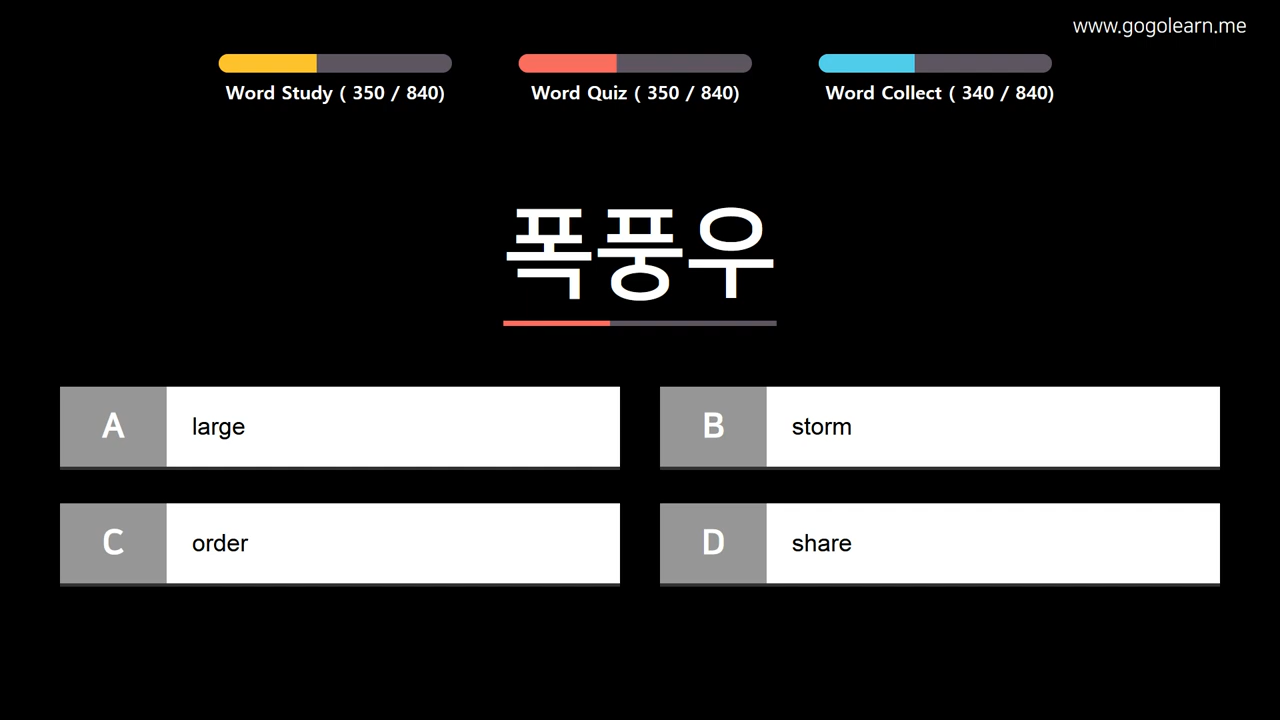 www.gogolearn.me
Word Study ( 350 / 840)
Word Quiz ( 350 / 840)
Word Collect ( 340 / 840)
폭풍우
A large
B storm
C order
D share